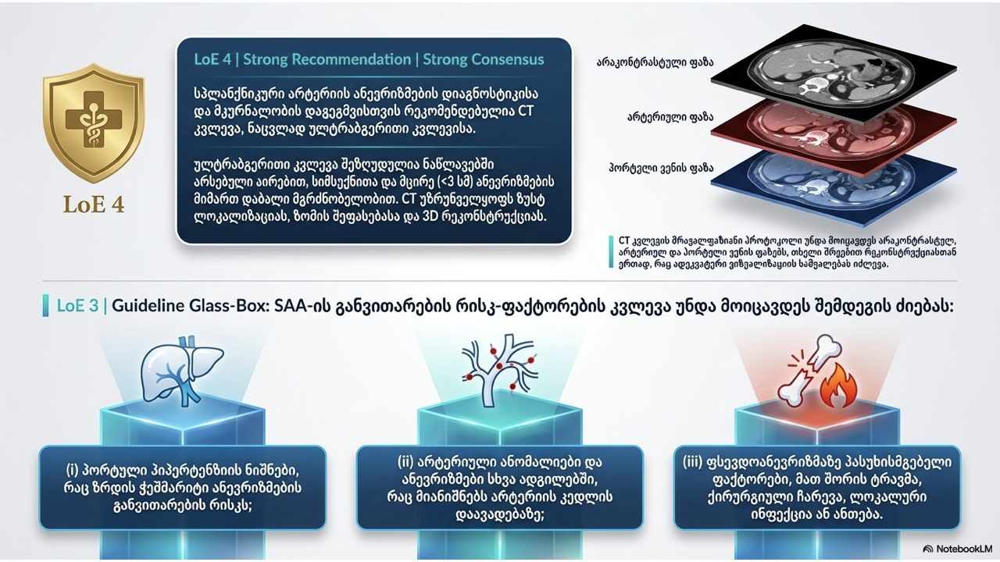 LoE 4
LoE 4 | Strong Recommendation | Strong Consensus
სპლანქნიკური არტერიის ანევრიზმების დიაგნოსტიკისა
და მკურნალობის დაგეგმვისთვის რეკომენდებულია CT
კვლევა, ნაცვლად ულტრაბგერითი კვლევისა.
ულტრაბგერითი კვლევა შეზღუდულია ნაწლავებში
არსებული აირებით, სიმსუქნითა და მცირე (<3 სმ) ანევრიზმების
მიმართ დაბალი მგრძნობელობით. CT უზრუნველყოფს ზუსტ
ლოკალიზაციას, ზომის შეფასებასა და 3D რეკონსტრუქციას.
არაკონტრასტული ფაზა
არტერიული ფაზა
პორტული ვენის ფაზა
CT კვლევის მრავალფაზიანი პროტოკოლი უნდა მოიცავდეს არაკონტრასტულ,
არტერიულ და პორტული ვენის ფაზებს, თხელი შრეებით რეკონსტრუქციასთან
ერთად, რაც ადეკვატური ვიზუალიზაციის საშუალებას იძლევა.
LoE 3 | Guideline Glass-Box: SAA-ის განვითარების რისკ-ფაქტორების კვლევა უნდა მოიცავდეს შემდეგის ძიებას:
(i) პორტული ჰიპერტენზიის ნიშნები,
რაც ზრდის ჭეშმარიტი ანევრიზმების
განვითარების რისკს;
(ii) არტერიული ანომალიები და
ანევრიზმები სხვა ადგილებში,
რაც მიანიშნებს არტერიის კედლის
დაავადებაზე;
(iii) ფსევდოანევრიზმაზე პასუხისმგებელი
ფაქტორები, მათ შორის ტრავმა,
ქირურგიული ჩარევა, ლოკალური
ინფექცია ან ანთება.
NotebookLM